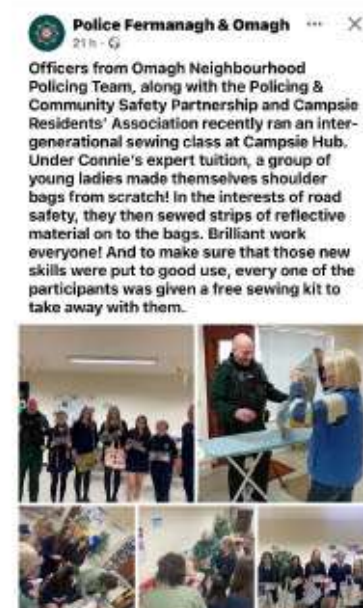 Police Fermanagh & Omagh
21 h ·
Officers from Omagh Neighbourhood
Policing Team, along with the Policing &
Community Safety Partnership and Campsie
Residents' Association recently ran an inter-
generational sewing class at Campsie Hub.
Under Connie's expert tuition, a group of
young ladies made themselves shoulder
bags from scratch! In the interests of road
safety, they then sewed strips of reflective
material on to the bags. Brilliant work
everyone! And to make sure that those new
skills were put to good use, every one of the
participants was given a free sewing kit to
take away with them.